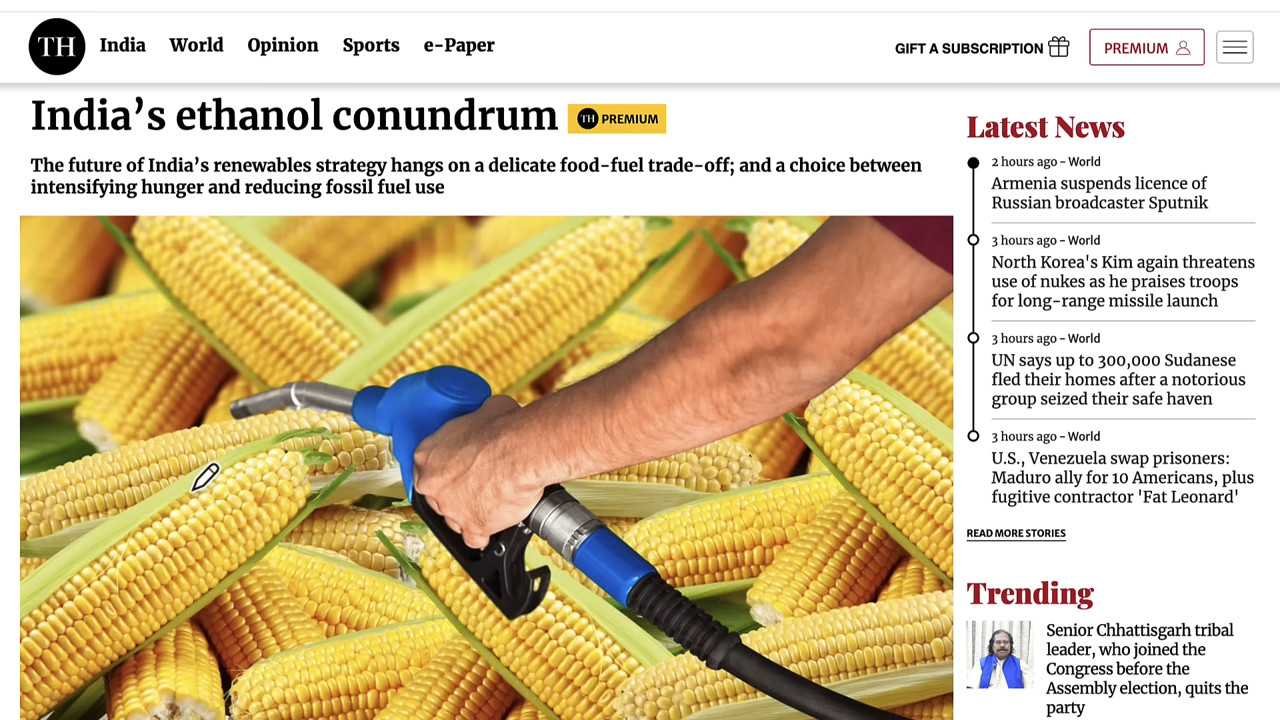 TH India World Opinion Sports e-Paper GIFT A SUBSCRIPTION PREMIUM
India's ethanol conundrum TH PREMIUM
The future of India's renewables strategy hangs on a delicate food-fuel trade-off; and a choice between
intensifying hunger and reducing fossil fuel use
Latest News
2 hours ago - World
Armenia suspends licence of
Russian broadcaster Sputnik
3 hours ago - World
North Korea's Kim again threatens
use of nukes as he praises troops
for long-range missile launch
3 hours ago - World
UN says up to 300,000 Sudanese
fled their homes after a notorious
group seized their safe haven
3 hours ago - World
U.S., Venezuela swap prisoners:
Maduro ally for 10 Americans, plus
fugitive contractor 'Fat Leonard'
READ MORE STORIES
Trending
Senior Chhattisgarh tribal
leader, who joined the
Congress before the
Assembly election, quits the
party